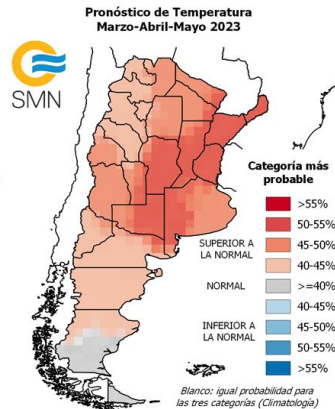 Pronóstico de Temperatura
Marzo-Abril-Mayo 2023
SMN
Categoría más
probable
>55%
50-55%
SUPERIOR A
LA NORMAL
45-50%
40-45%
NORMAL
>=40%
40-45%
INFERIOR A
LA NORMAL
45-50%
50-55%
>55%
Blanco: igual probabilidad para
las tres categorías (Climatología)